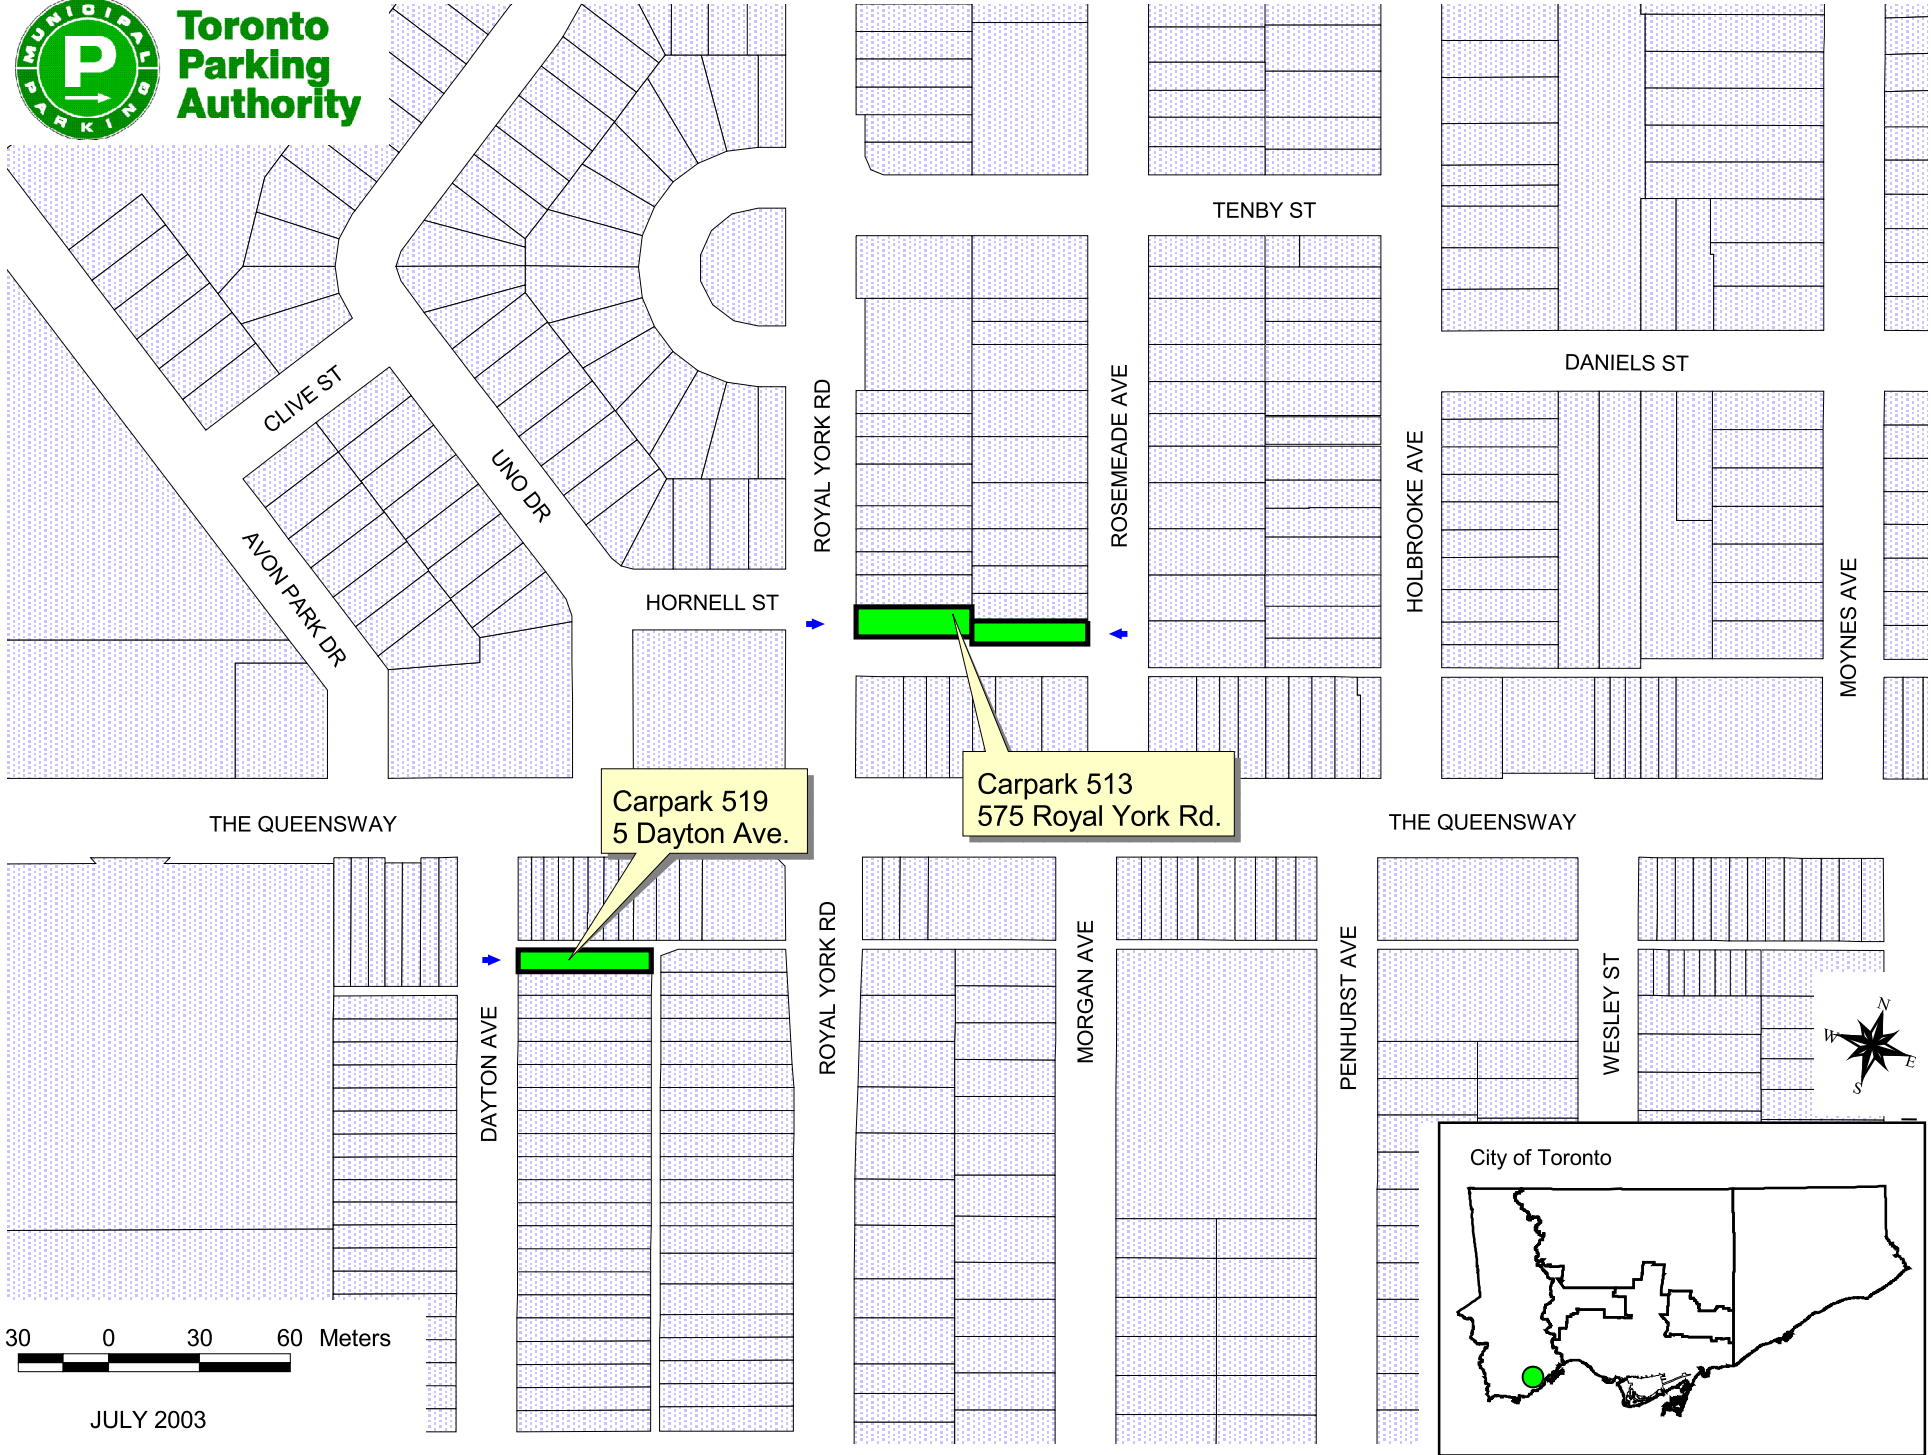 MUNICIPAL
PARKING
P
Toronto
Parking
Authority
TENBY ST
DANIELS ST
CLIVE ST
ROYAL YORK RD
ROSEMEADE AVE
HOLBROOKE AVE
UNO DR
AVON PARK DR
MOYNES AVE
HORNELL ST
Carpark 519
5 Dayton Ave.
Carpark 513
575 Royal York Rd.
THE QUEENSWAY
THE QUEENSWAY
DAYTON AVE
ROYAL YORK RD
MORGAN AVE
PENHURST AVE
WESLEY ST
N
W
E
S
City of Toronto
30 0 30 60 Meters
JULY 2003